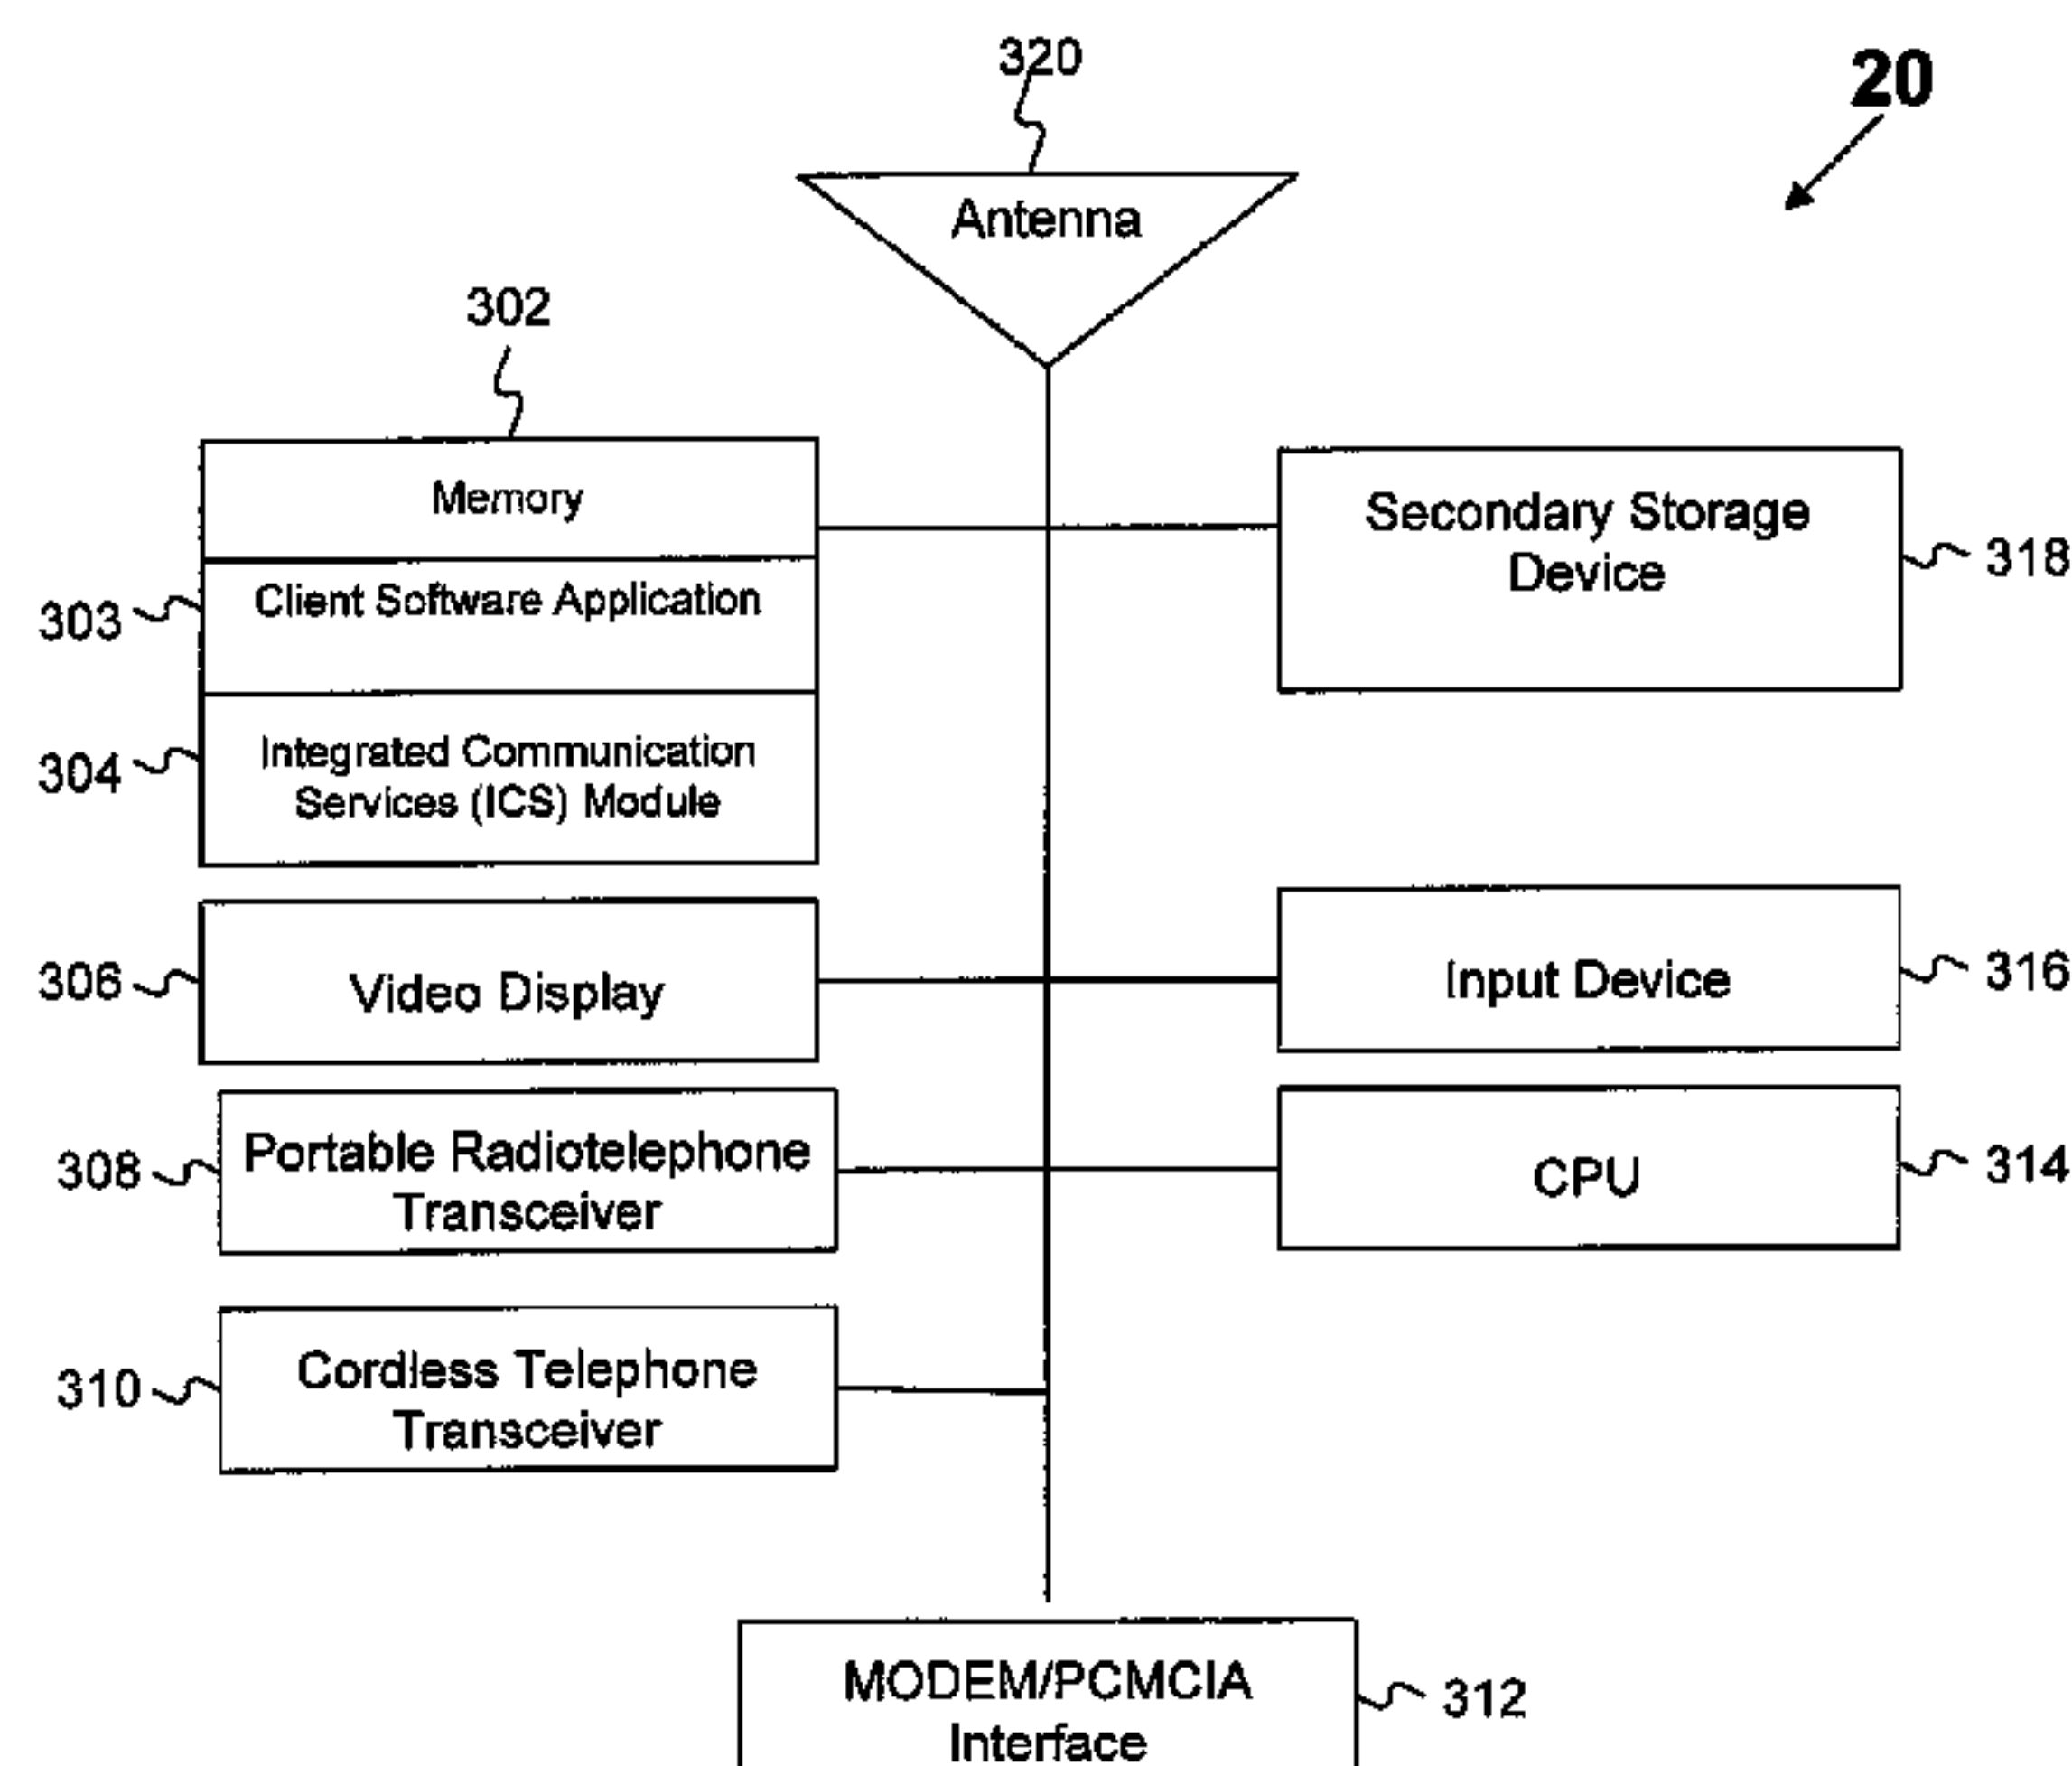 320
20
Antenna
302
Memory
Secondary Storage
Device
318
303
Client Software Application
304
Integrated Communication
Services (ICS) Module
306
Video Display
Input Device
316
308
Portable Radiotelephone
Transceiver
CPU
314
310
Cordless Telephone
Transceiver
MODEM/PCMCIA
Interface
312